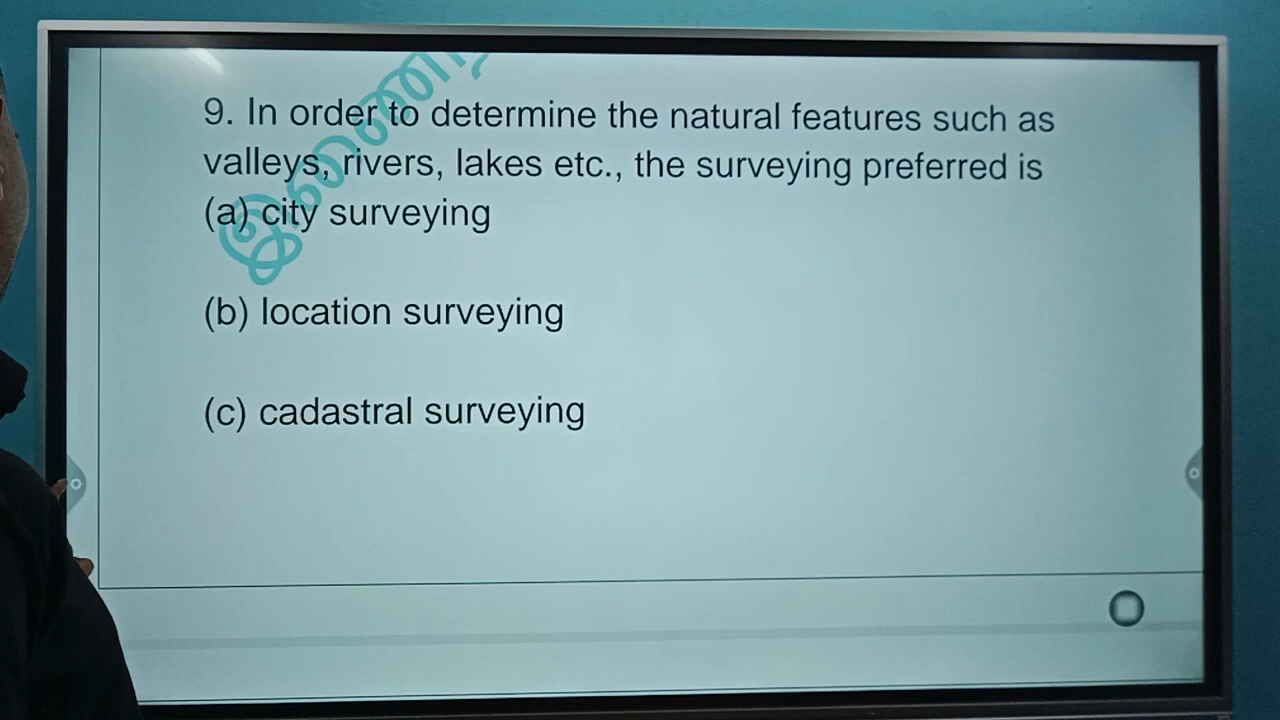 9. In order to determine the natural features such as
valleys, rivers, lakes etc., the surveying preferred is
(a) city surveying
(b) location surveying
(c) cadastral surveying